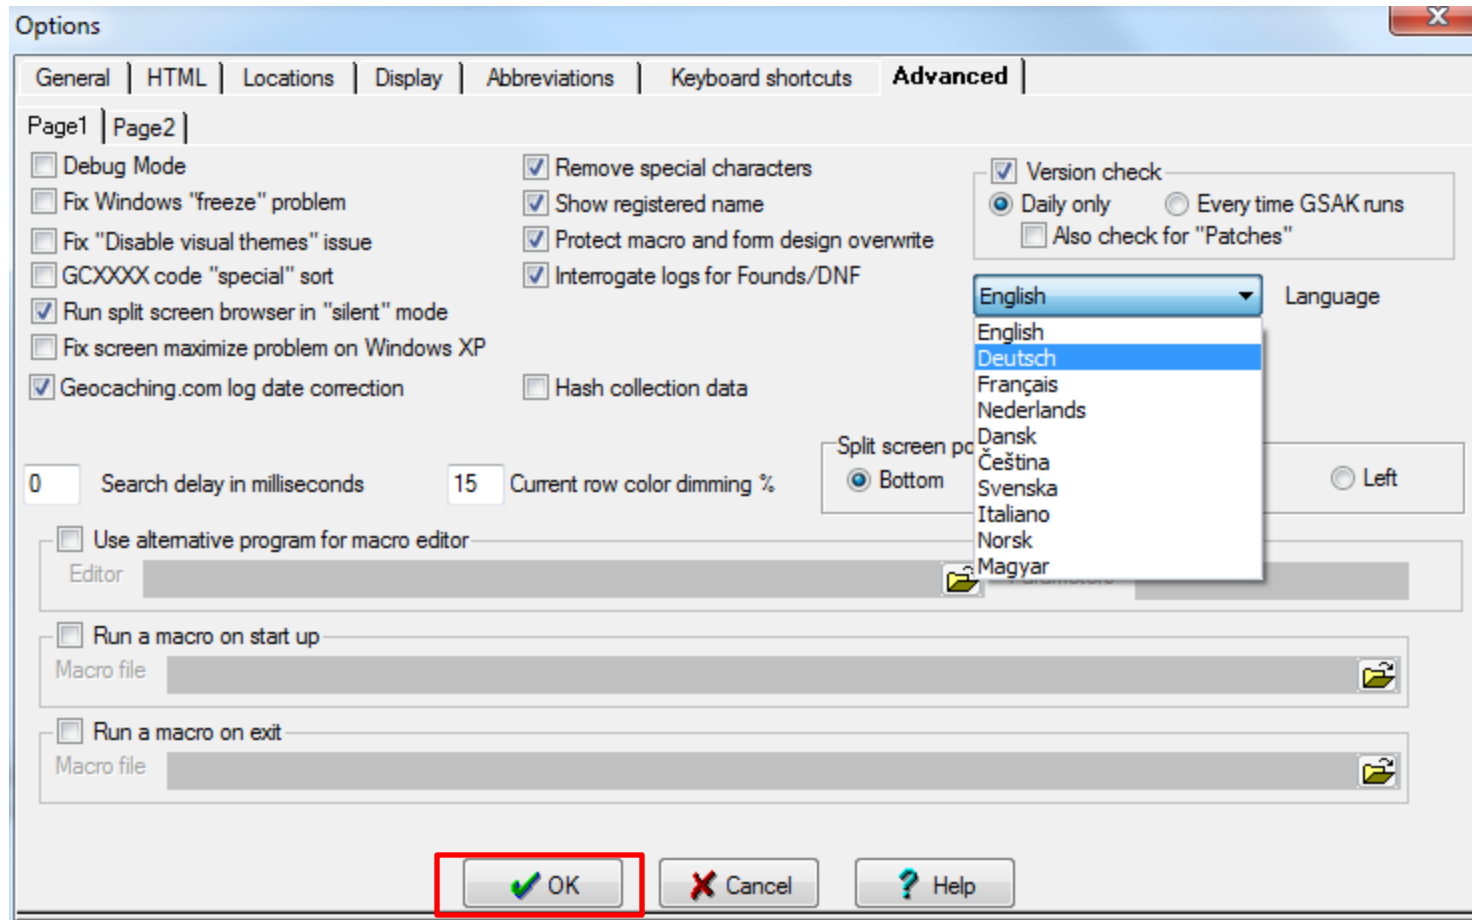 Options
General HTML Locations Display Abbreviations Keyboard shortcuts Advanced
Page1 Page2
Debug Mode
Fix Windows "freeze" problem
Fix "Disable visual themes" issue
GCXXXX code "special" sort
Run split screen browser in "silent" mode
Fix screen maximize problem on Windows XP
Geocaching.com log date correction
Remove special characters
Show registered name
Protect macro and form design overwrite
Interrogate logs for Founds/DNF
Hash collection data
Version check
Daily only Every time GSAK runs
Also check for "Patches"
English Language
English
Deutsch
Français
Nederlands
Dansk
Čeština
Svenska
Italiano
Norsk
Magyar
0 Search delay in milliseconds 15 Current row color dimming %
Split screen po
Bottom Left
Use alternative program for macro editor
Editor
Run a macro on start up
Macro file
Run a macro on exit
Macro file
OK Cancel Help